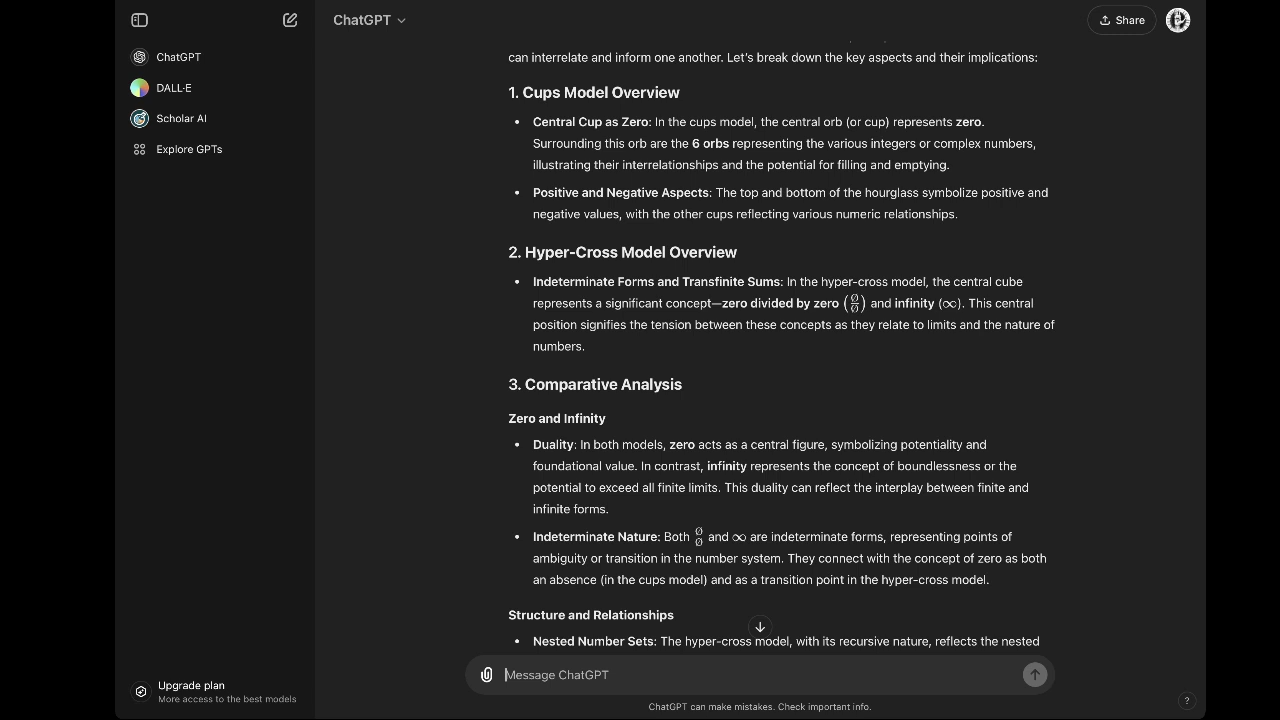 ChatGPT
Share
ChatGPT
DALL·E
Scholar AI
Explore GPTs
can interrelate and inform one another. Let's break down the key aspects and their implications:
1. Cups Model Overview
• Central Cup as Zero: In the cups model, the central orb (or cup) represents zero.
Surrounding this orb are the 6 orbs representing the various integers or complex numbers,
illustrating their interrelationships and the potential for filling and emptying.
• Positive and Negative Aspects: The top and bottom of the hourglass symbolize positive and
negative values, with the other cups reflecting various numeric relationships.
2. Hyper-Cross Model Overview
• Indeterminate Forms and Transfinite Sums: In the hyper-cross model, the central cube
represents a significant concept—zero divided by zero (∅/∅) and infinity (∞). This central
position signifies the tension between these concepts as they relate to limits and the nature of
numbers.
3. Comparative Analysis
Zero and Infinity
• Duality: In both models, zero acts as a central figure, symbolizing potentiality and
foundational value. In contrast, infinity represents the concept of boundlessness or the
potential to exceed all finite limits. This duality can reflect the interplay between finite and
infinite forms.
• Indeterminate Nature: Both ∅/∅ and ∞ are indeterminate forms, representing points of
ambiguity or transition in the number system. They connect with the concept of zero as both
an absence (in the cups model) and as a transition point in the hyper-cross model.
Structure and Relationships
• Nested Number Sets: The hyper-cross model, with its recursive nature, reflects the nested
Message ChatGPT
Upgrade plan
More access to the best models
ChatGPT can make mistakes. Check important info.
?